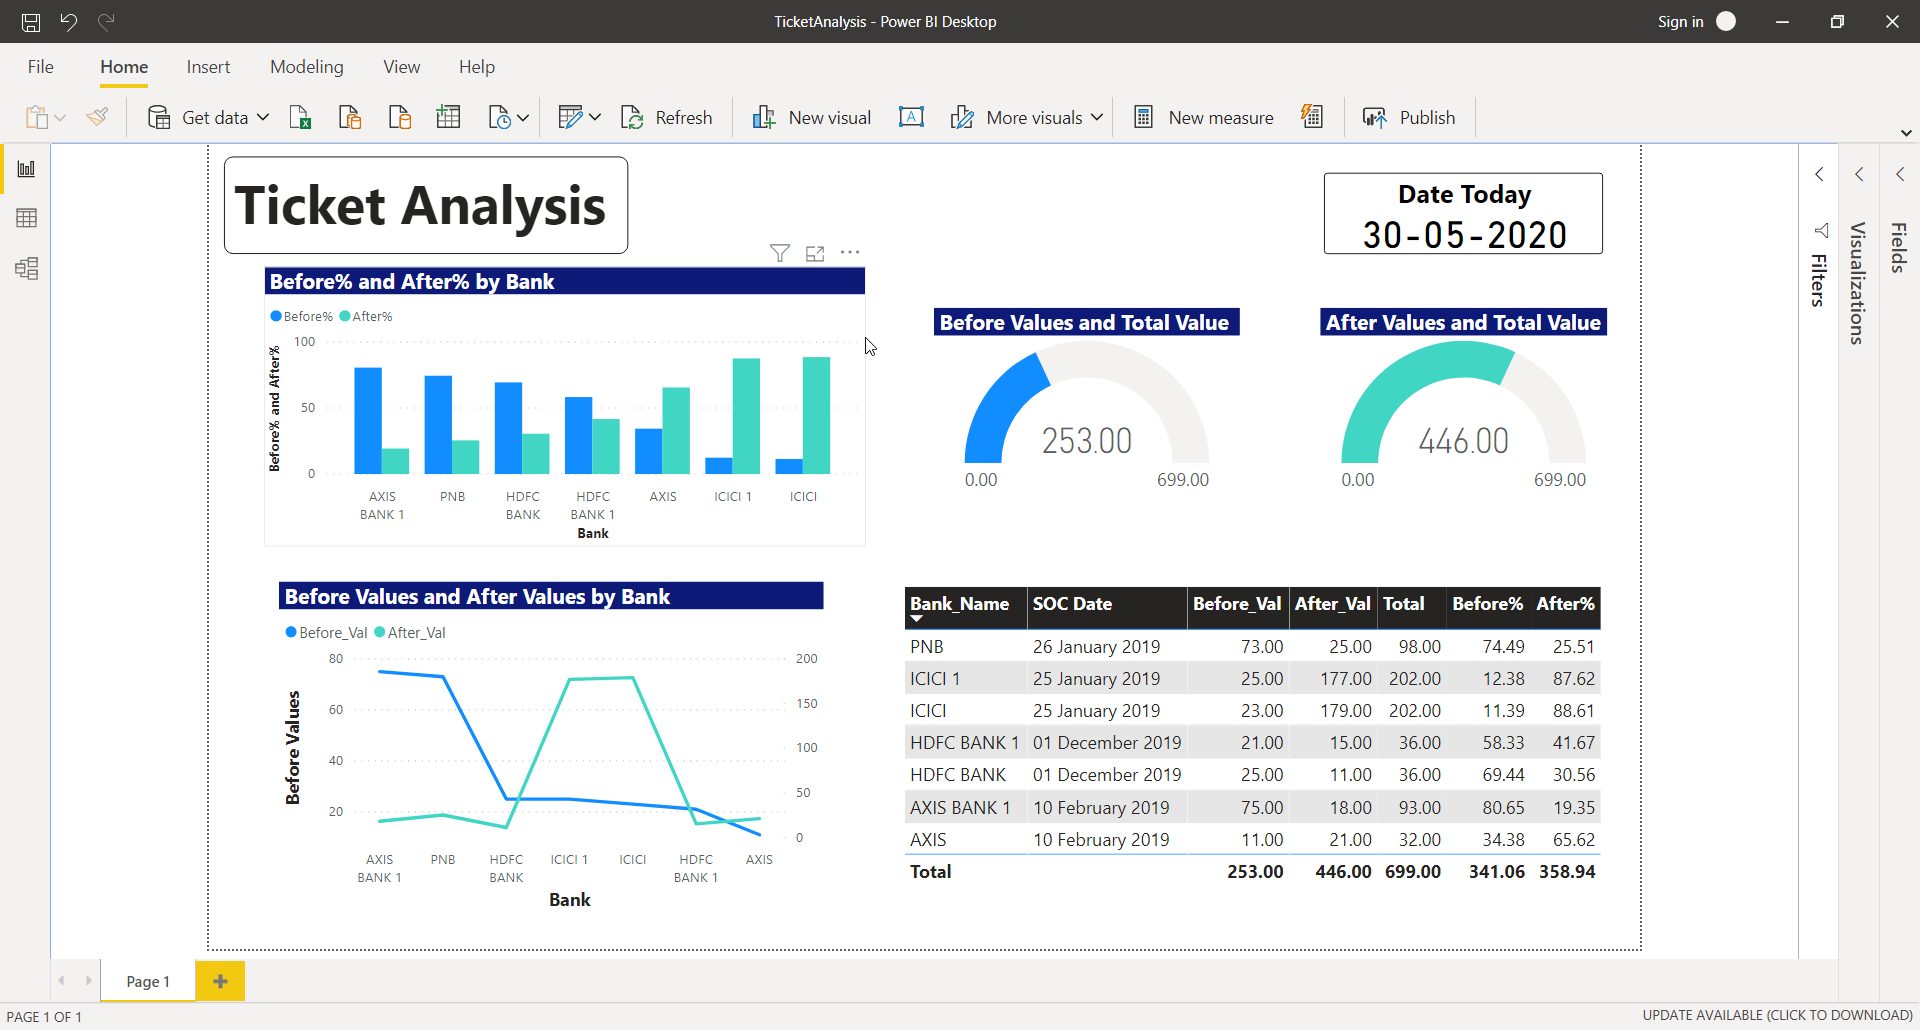 TicketAnalysis - Power BI Desktop
Sign in
File Home Insert Modeling View Help
Get data Refresh New visual A More visuals New measure Publish
Ticket Analysis
Date Today
30-05-2020
Filters
Visualizations
Fields
Before% and After% by Bank
Before% After%
Before% and After%
100
50
0
AXIS BANK 1
PNB
HDFC BANK
HDFC BANK 1
AXIS
ICICI 1
ICICI
Bank
Before Values and Total Value
253.00
0.00 699.00
After Values and Total Value
446.00
0.00 699.00
Before Values and After Values by Bank
Before_Val After_Val
Before Values
80
60
40
20
200
150
100
50
0
AXIS BANK 1
PNB
HDFC BANK
ICICI 1
ICICI
HDFC BANK 1
AXIS
Bank
Bank_Name SOC Date Before_Val After_Val Total Before% After%
PNB 26 January 2019 73.00 25.00 98.00 74.49 25.51
ICICI 1 25 January 2019 25.00 177.00 202.00 12.38 87.62
ICICI 25 January 2019 23.00 179.00 202.00 11.39 88.61
HDFC BANK 1 01 December 2019 21.00 15.00 36.00 58.33 41.67
HDFC BANK 01 December 2019 25.00 11.00 36.00 69.44 30.56
AXIS BANK 1 10 February 2019 75.00 18.00 93.00 80.65 19.35
AXIS 10 February 2019 11.00 21.00 32.00 34.38 65.62
Total 253.00 446.00 699.00 341.06 358.94
Page 1
PAGE 1 OF 1
UPDATE AVAILABLE (CLICK TO DOWNLOAD)